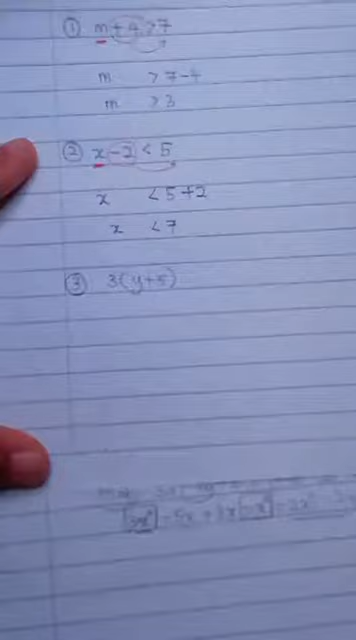 ① m + 4 > 7
m > 7 - 4
m > 3
② x - 2 < 5
x < 5 + 2
x < 7
③ 3(y+5)